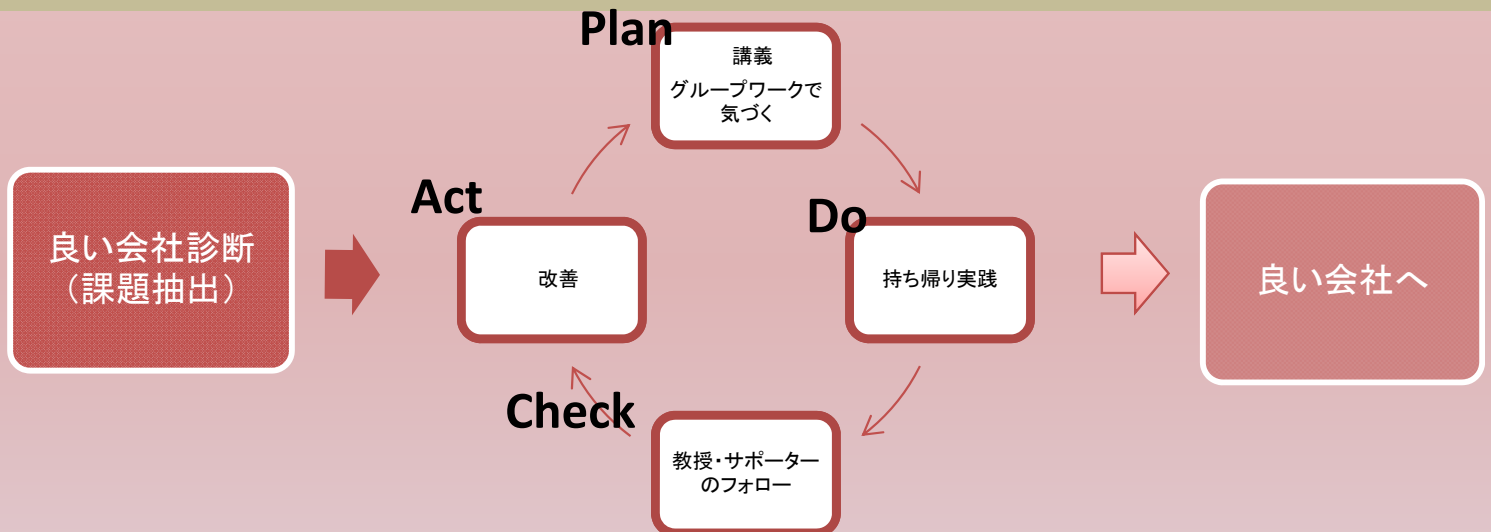 Plan
講義
グループワークで
気づく
Act
Do
良い会社診断
（課題抽出）
改善
持ち帰り実践
良い会社へ
Check
教授・サポーター
のフォロー